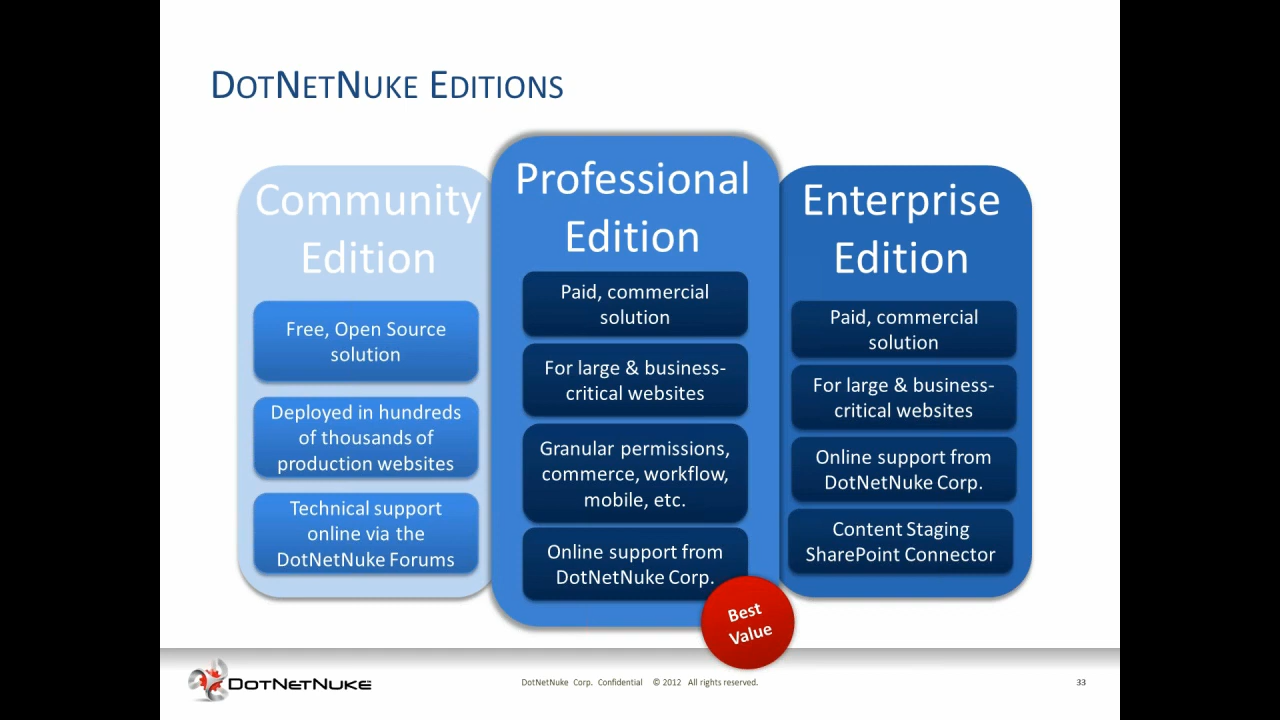 DOTNETNUKE EDITIONS
Community
Edition
Free, Open Source
solution
Deployed in hundreds
of thousands of
production websites
Technical support
online via the
DotNetNuke Forums
Professional
Edition
Paid, commercial
solution
For large & business-
critical websites
Granular permissions,
commerce, workflow,
mobile, etc.
Online support from
DotNetNuke Corp.
Best
Value
Enterprise
Edition
Paid, commercial
solution
For large & business-
critical websites
Online support from
DotNetNuke Corp.
Content Staging
SharePoint Connector
DOTNETNUKE
DotNetNuke Corp. Confidential © 2012 All rights reserved.
33